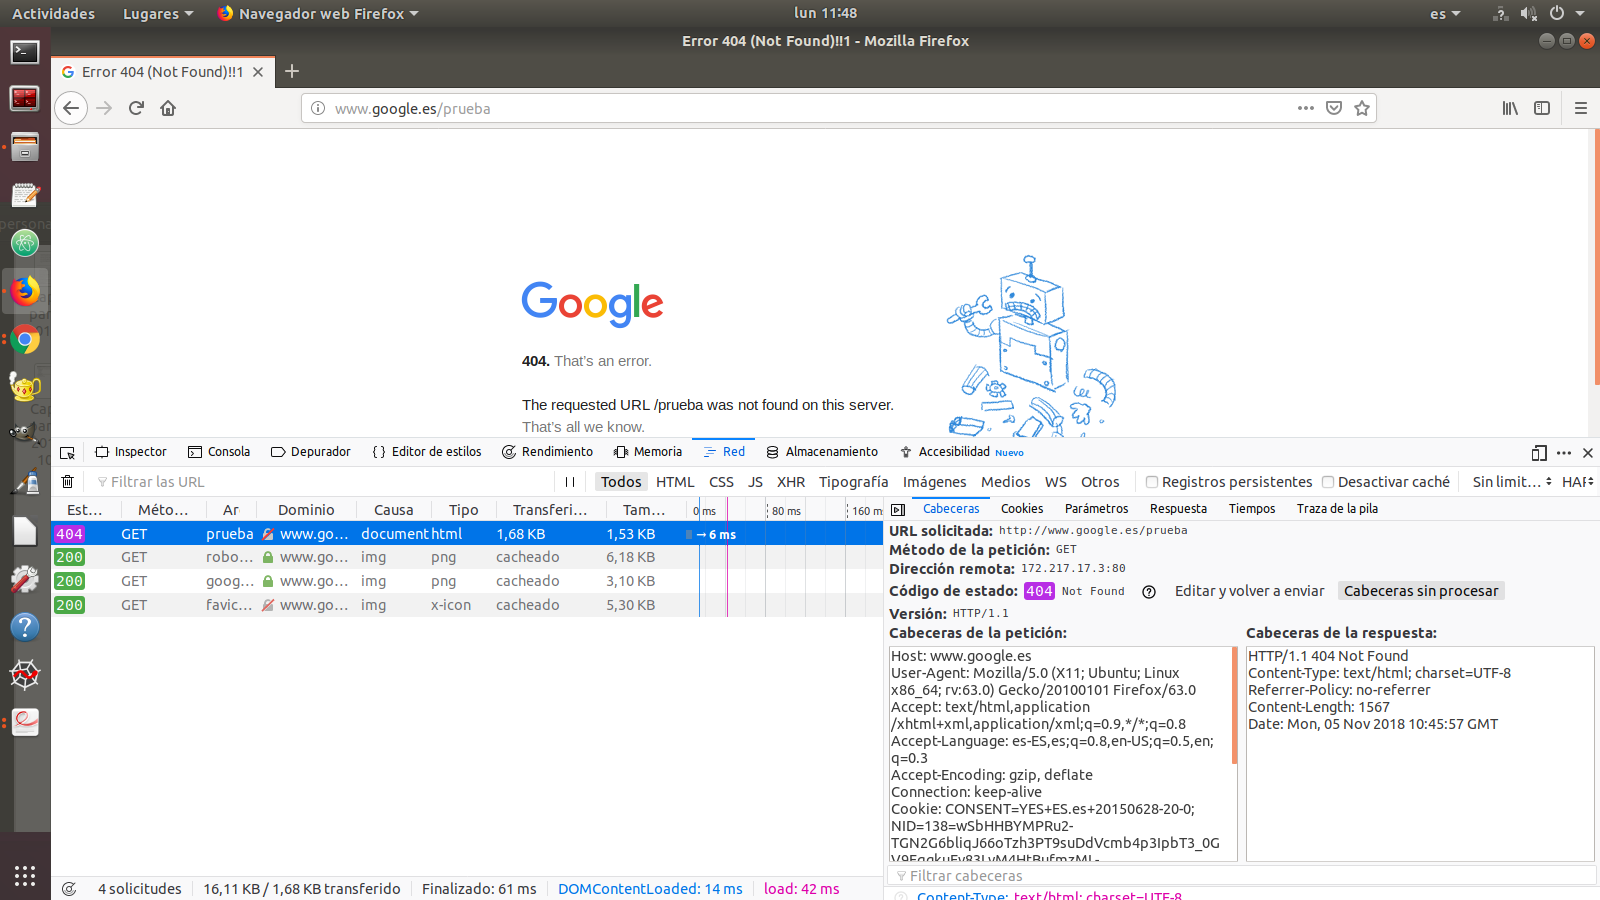 Actividades Lugares Navegador web Firefox lun 11:48 es
Error 404 (Not Found)!!1 - Mozilla Firefox
Error 404 (Not Found)!!1
www.google.es/prueba
Google
404. That's an error.
The requested URL /prueba was not found on this server.
That's all we know.
Inspector Consola Depurador Editor de estilos Rendimiento Memoria Red Almacenamiento Accesibilidad Nuevo
Filtrar las URL Todos HTML CSS JS XHR Tipografía Imágenes Medios WS Otros Registros persistentes Desactivar caché Sin limit... HAR
Est... Méto... Ar Dominio Causa Tipo Transferi... Tam... 0 ms 80 ms 160 ms
404 GET prueba www.go... document html 1,68 KB 1,53 KB → 6 ms
200 GET robo... www.go... img png cacheado 6,18 KB
200 GET goog... www.go... img png cacheado 3,10 KB
200 GET favic... www.go... img x-icon cacheado 5,30 KB
4 solicitudes 16,11 KB / 1,68 KB transferido Finalizado: 61 ms DOMContentLoaded: 14 ms load: 42 ms
Cabeceras Cookies Parámetros Respuesta Tiempos Traza de la pila
URL solicitada: http://www.google.es/prueba
Método de la petición: GET
Dirección remota: 172.217.17.3:80
Código de estado: 404 Not Found Editar y volver a enviar Cabeceras sin procesar
Versión: HTTP/1.1
Cabeceras de la petición:
Host: www.google.es
User-Agent: Mozilla/5.0 (X11; Ubuntu; Linux
x86_64; rv:63.0) Gecko/20100101 Firefox/63.0
Accept: text/html,application
/xhtml+xml,application/xml;q=0.9,*/*;q=0.8
Accept-Language: es-ES,es;q=0.8,en-US;q=0.5,en;
q=0.3
Accept-Encoding: gzip, deflate
Connection: keep-alive
Cookie: CONSENT=YES+ES.es+20150628-20-0;
NID=138=wSbHHBYMPRu2-
TGN2G6bliqJ66oTzh3PT9suDdVcmb4p3IpbT3_0G
Cabeceras de la respuesta:
HTTP/1.1 404 Not Found
Content-Type: text/html; charset=UTF-8
Referrer-Policy: no-referrer
Content-Length: 1567
Date: Mon, 05 Nov 2018 10:45:57 GMT
Filtrar cabeceras
Content-Type: text/html; charset=UTF-8